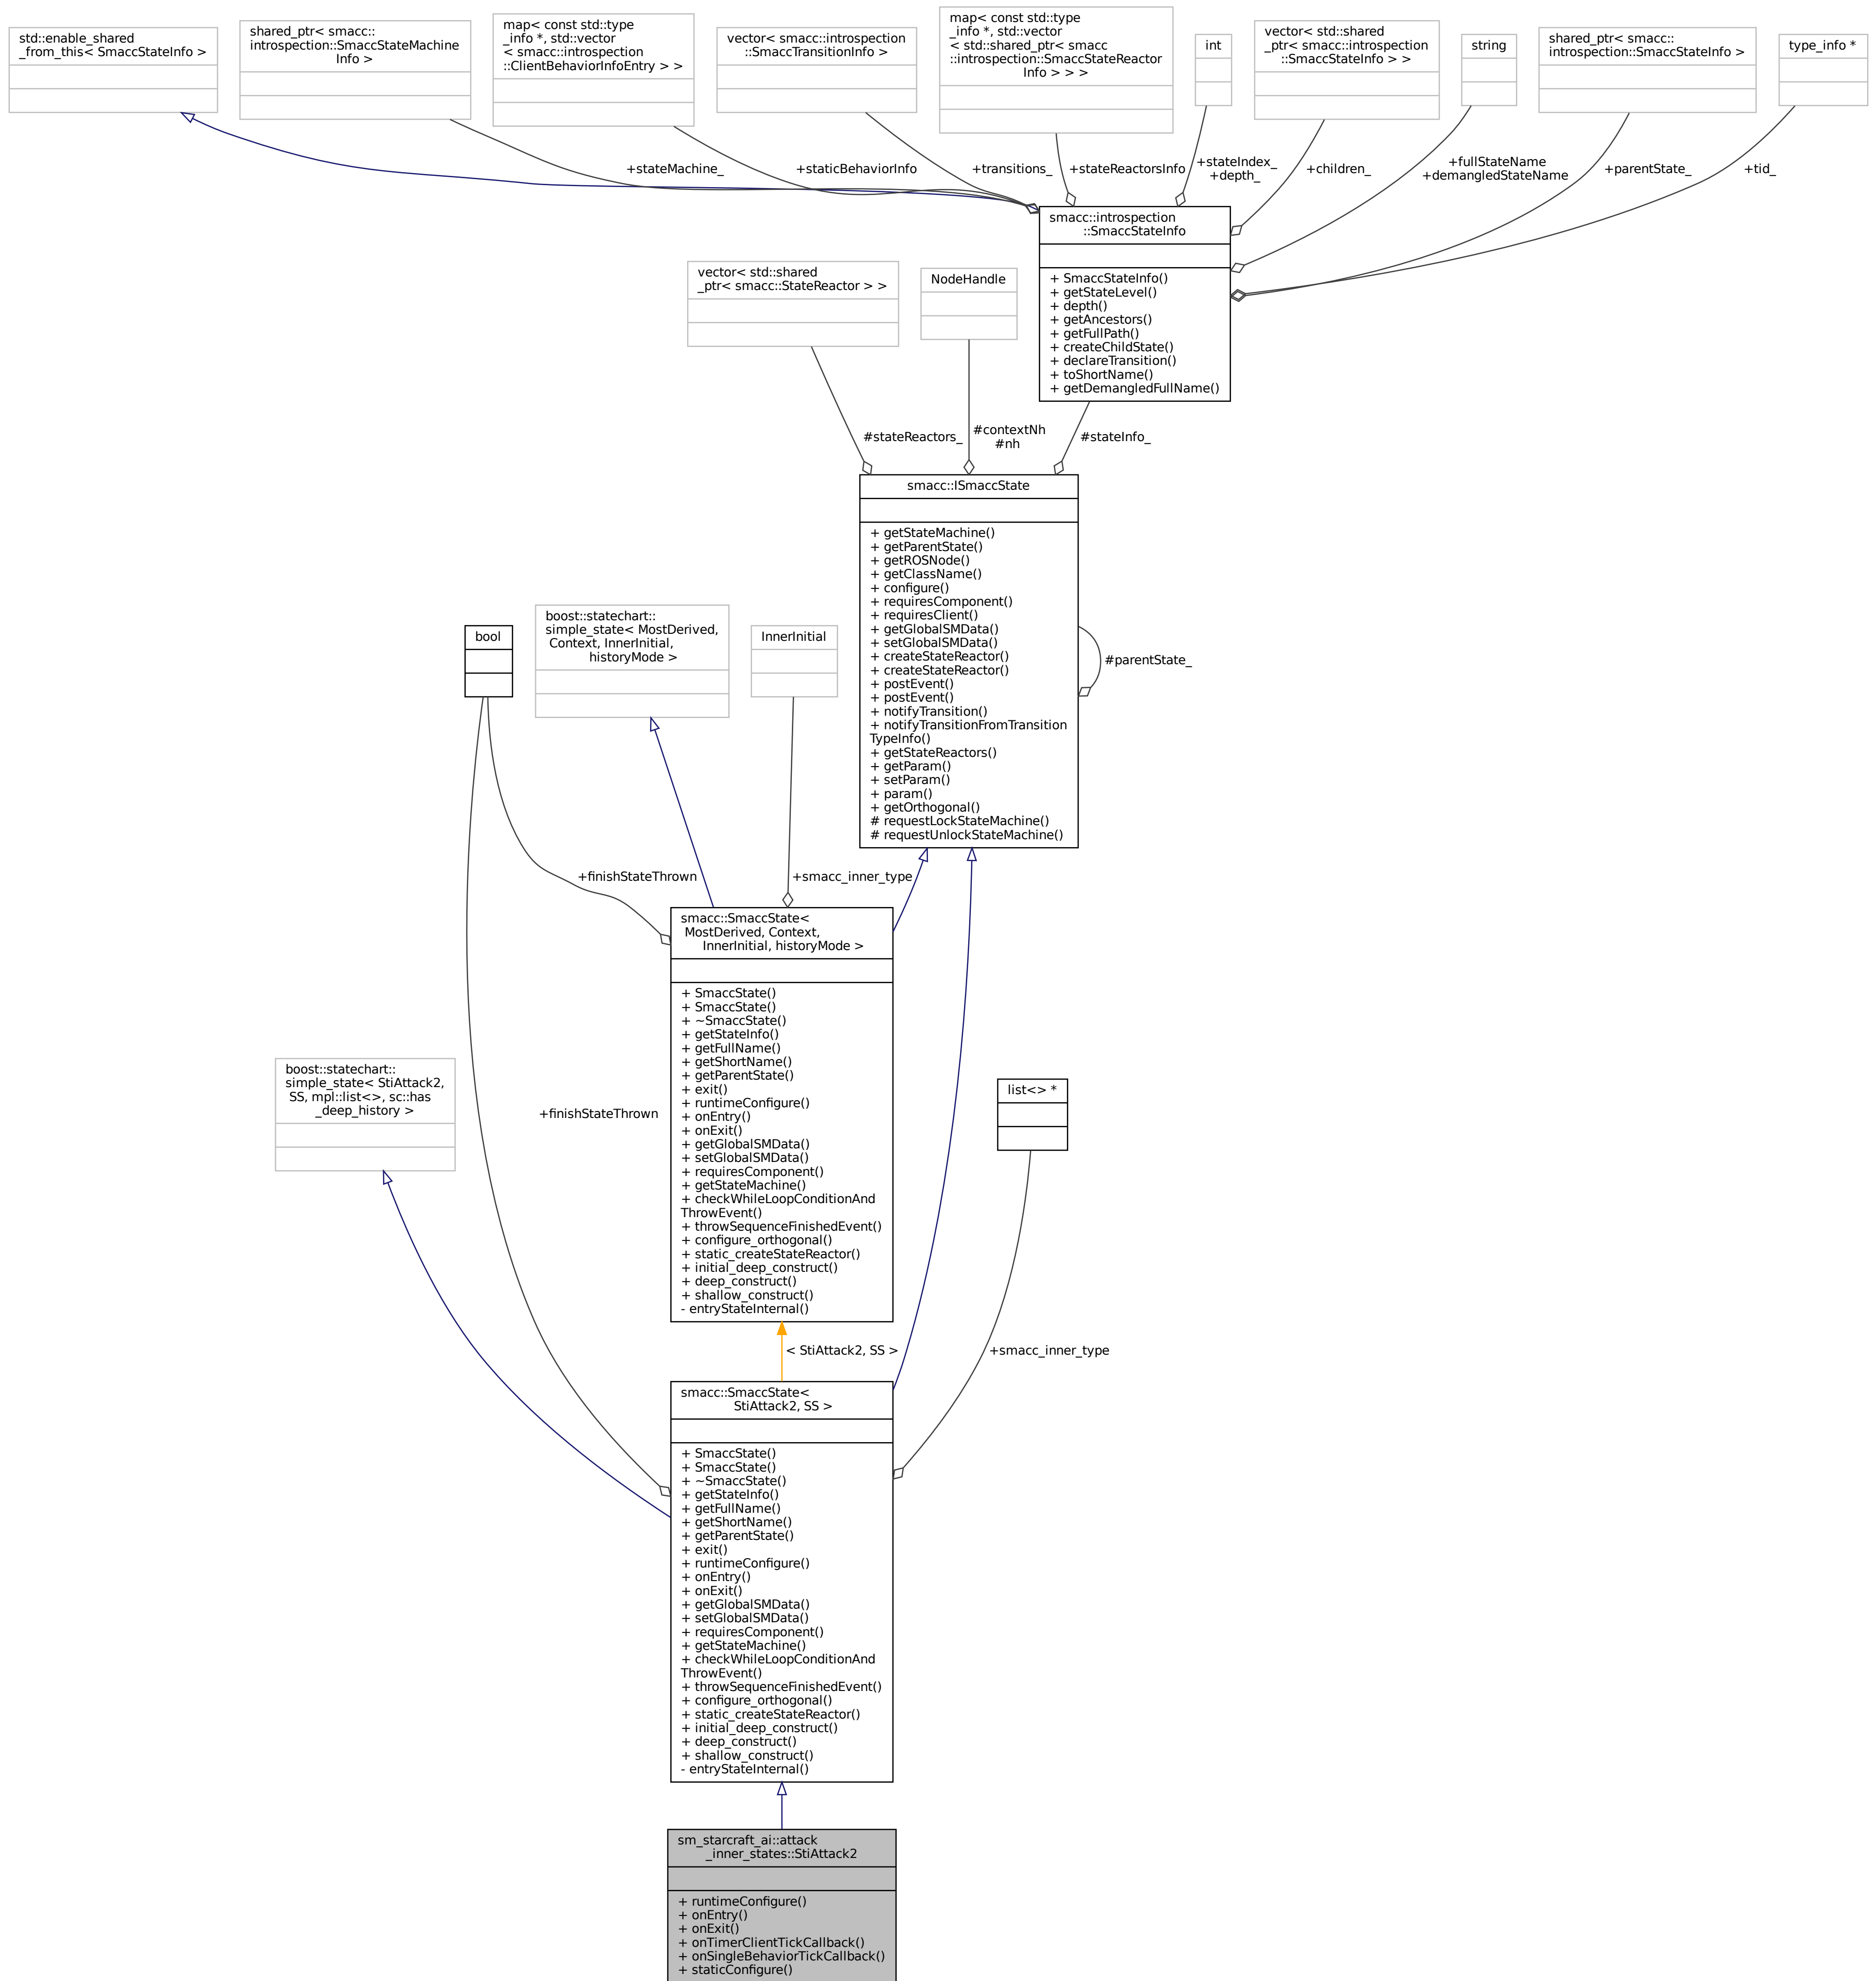 std::enable_shared
_from_this< SmaccStateInfo >
shared_ptr< smacc::
introspection::SmaccStateMachine
Info >
map< const std::type
_info *, std::vector
< smacc::introspection
::ClientBehaviorInfoEntry > >
vector< smacc::introspection
::SmaccTransitionInfo >
map< const std::type
_info *, std::vector
< std::shared_ptr< smacc
::introspection::SmaccStateReactor
Info > > >
int
vector< std::shared
_ptr< smacc::introspection
::SmaccStateInfo > >
string
shared_ptr< smacc::
introspection::SmaccStateInfo >
type_info *
+stateMachine_
+staticBehaviorInfo
+transitions_
+stateReactorsInfo
+stateIndex_
+depth_
+children_
+fullStateName
+demangledStateName
+parentState_
+tid_
smacc::introspection
::SmaccStateInfo
+ SmaccStateInfo()
+ getStateLevel()
+ depth()
+ getAncestors()
+ getFullPath()
+ createChildState()
+ declareTransition()
+ toShortName()
+ getDemangledFullName()
vector< std::shared
_ptr< smacc::StateReactor > >
NodeHandle
#stateReactors_
#contextNh
#nh
#stateInfo_
smacc::ISmaccState
+ getStateMachine()
+ getParentState()
+ getROSNode()
+ getClassName()
+ configure()
+ requiresComponent()
+ requiresClient()
+ getGlobalSMData()
+ setGlobalSMData()
+ createStateReactor()
+ createStateReactor()
+ postEvent()
+ postEvent()
+ notifyTransition()
+ notifyTransitionFromTransition
TypeInfo()
+ getStateReactors()
+ getParam()
+ setParam()
+ param()
+ getOrthogonal()
# requestLockStateMachine()
# requestUnlockStateMachine()
#parentState_
bool
boost::statechart::
simple_state< MostDerived,
Context, InnerInitial,
historyMode >
InnerInitial
+finishStateThrown
+smacc_inner_type
smacc::SmaccState<
MostDerived, Context,
InnerInitial, historyMode >
+ SmaccState()
+ SmaccState()
+ ~SmaccState()
+ getStateInfo()
+ getFullName()
+ getShortName()
+ getParentState()
+ exit()
+ runtimeConfigure()
+ onEntry()
+ onExit()
+ getGlobalSMData()
+ setGlobalSMData()
+ requiresComponent()
+ getStateMachine()
+ checkWhileLoopConditionAnd
ThrowEvent()
+ throwSequenceFinishedEvent()
+ configure_orthogonal()
+ static_createStateReactor()
+ initial_deep_construct()
+ deep_construct()
+ shallow_construct()
- entryStateInternal()
boost::statechart::
simple_state< StiAttack2,
SS, mpl::list<>, sc::has
_deep_history >
+finishStateThrown
list<> *
< StiAttack2, SS >
+smacc_inner_type
smacc::SmaccState<
StiAttack2, SS >
+ SmaccState()
+ SmaccState()
+ ~SmaccState()
+ getStateInfo()
+ getFullName()
+ getShortName()
+ getParentState()
+ exit()
+ runtimeConfigure()
+ onEntry()
+ onExit()
+ getGlobalSMData()
+ setGlobalSMData()
+ requiresComponent()
+ getStateMachine()
+ checkWhileLoopConditionAnd
ThrowEvent()
+ throwSequenceFinishedEvent()
+ configure_orthogonal()
+ static_createStateReactor()
+ initial_deep_construct()
+ deep_construct()
+ shallow_construct()
- entryStateInternal()
sm_starcraft_ai::attack
_inner_states::StiAttack2
+ runtimeConfigure()
+ onEntry()
+ onExit()
+ onTimerClientTickCallback()
+ onSingleBehaviorTickCallback()
+ staticConfigure()